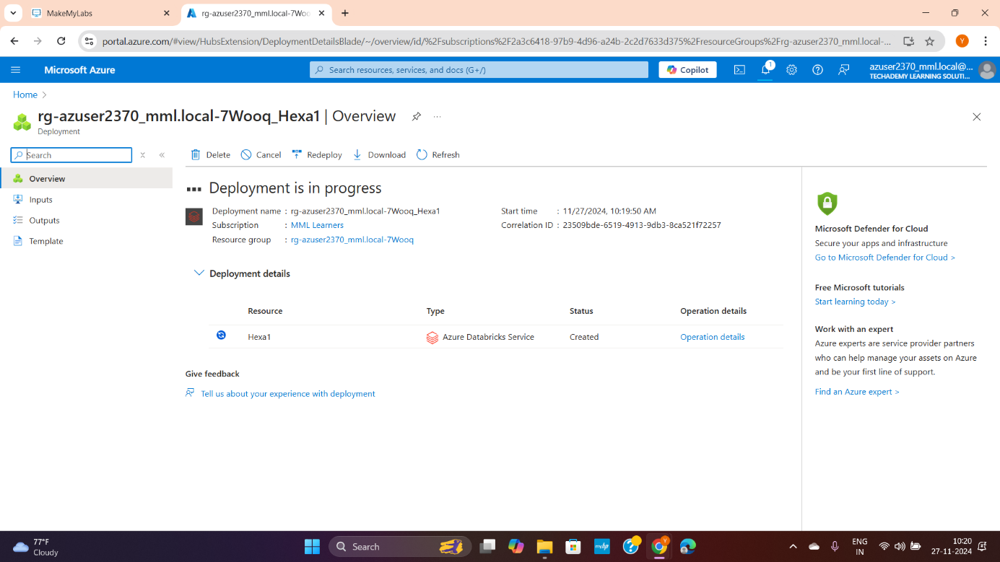 MakeMyLabs
rg-azuser2370_mml.local-7Woo
portal.azure.com/#view/HubsExtension/DeploymentDetailsBlade/~/overview/id/%2Fsubscriptions%2F2a3c6418-97b9-4d96-a24b-2c2d7633d375%2FresourceGroups%2Frg-azuser2370_mml.local-...
Y
Microsoft Azure
Search resources, services, and docs (G+/)
Copilot
1
azuser2370_mml.local@...
TECHADEMY LEARNING SOLUTI...
Home
rg-azuser2370_mml.local-7Wooq_Hexa1 | Overview
Deployment
Search
Delete
Cancel
Redeploy
Download
Refresh
Overview
Inputs
Outputs
Template
Deployment is in progress
Deployment name : rg-azuser2370_mml.local-7Wooq_Hexa1
Subscription : MML Learners
Resource group : rg-azuser2370_mml.local-7Wooq
Start time : 11/27/2024, 10:19:50 AM
Correlation ID : 23509bde-6519-4913-9db3-8ca521f72257
Deployment details
Resource Type Status Operation details
Hexa1 Azure Databricks Service Created Operation details
Give feedback
Tell us about your experience with deployment
Microsoft Defender for Cloud
Secure your apps and infrastructure
Go to Microsoft Defender for Cloud >
Free Microsoft tutorials
Start learning today >
Work with an expert
Azure experts are service provider partners
who can help manage your assets on Azure
and be your first line of support.
Find an Azure expert >
77°F
Cloudy
Search
myhp
Y
ENG
IN
10:20
27-11-2024